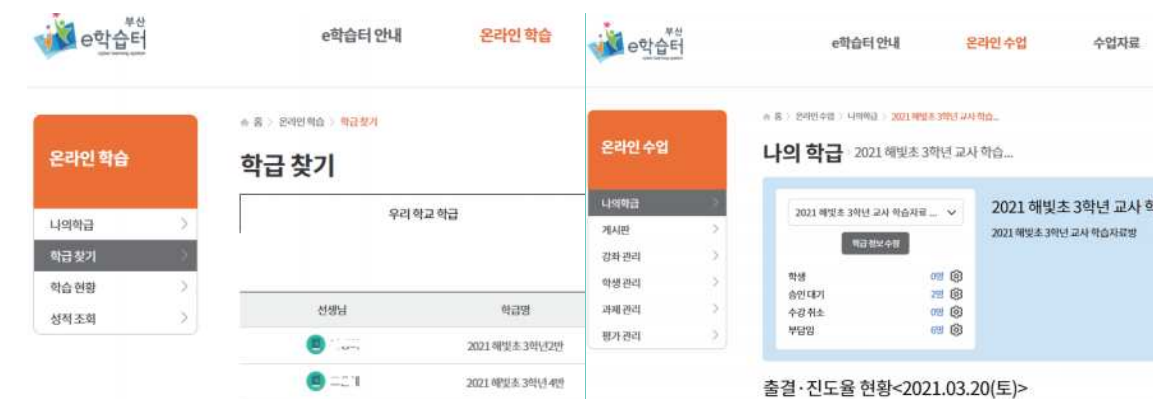 부산
e학습터
cyber learning system
e학습터 안내
온라인 학습
홈 > 온라인 학습 > 학급 찾기
온라인 학습
학급 찾기
나의학급
학급 찾기
학습 현황
성적 조회
우리 학교 학급
선생님
학급명
2021 해빛초 3학년2반
2021 해빛초 3학년 4반
부산
e학습터
cyber learning system
e학습터 안내
온라인 수업
수업자료
홈 > 온라인 수업 > 나의학급 > 2021 해빛초 3학년 교사 학습...
온라인 수업
나의 학급 2021 해빛초 3학년 교사 학습...
나의학급
게시판
강좌 관리
학생 관리
과제 관리
평가 관리
2021 해빛초 3학년 교사 학습자료 ...
학급 정보 수정
학생 0명
승인 대기 2명
수강 취소 0명
부담임 6명
2021 해빛초 3학년 교사 학
2021 해빛초 3학년 교사 학습자료방
출결·진도율 현황<2021.03.20(토)>